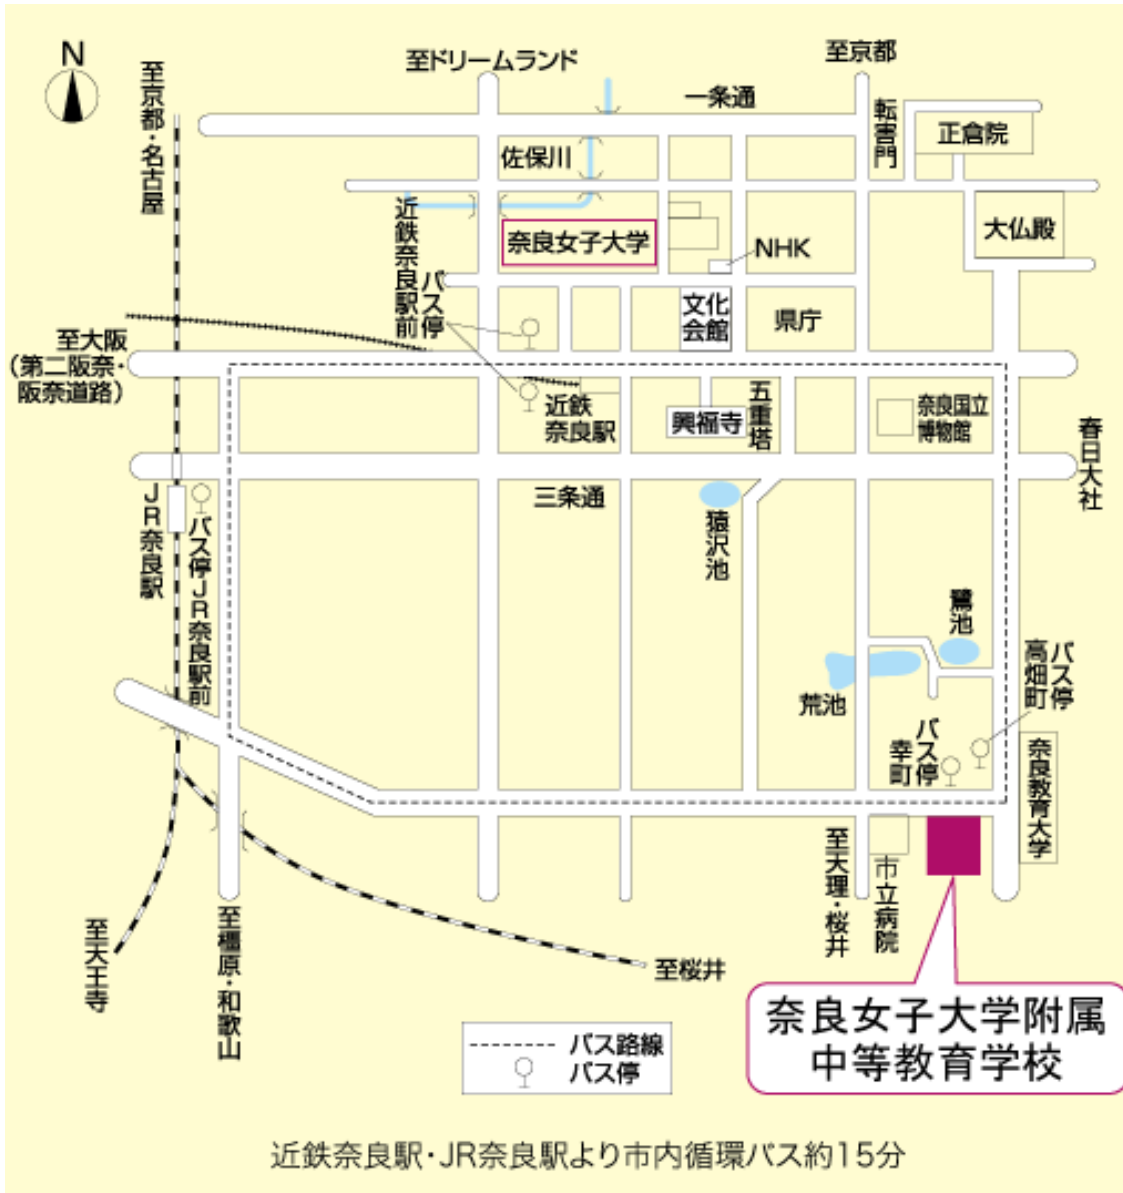 N
至京都・名古屋
至ドリームランド
至京都
一条通
転害門
正倉院
佐保川
近鉄奈良駅前
バス停
奈良女子大学
NHK
大仏殿
文化
会館
県庁
至大阪
(第二阪奈・
阪奈道路)
近鉄
奈良駅
興福寺
五重塔
奈良国立
博物館
春日大社
三条通
JR奈良駅
バス停JR奈良駅前
猿沢池
鷺池
荒池
バス停
高畑町
バス停
幸町
奈良教育大学
至天理・桜井
市立病院
至天王寺
至橿原・和歌山
至桜井
奈良女子大学附属
中等教育学校
バス路線
バス停
近鉄奈良駅・JR奈良駅より市内循環バス約15分